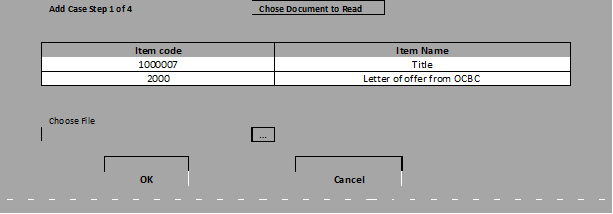 Add Case Step 1 of 4 Chose Document to Read
Item code Item Name
1000007 Title
2000 Letter of offer from OCBC
Choose File
...
OK Cancel